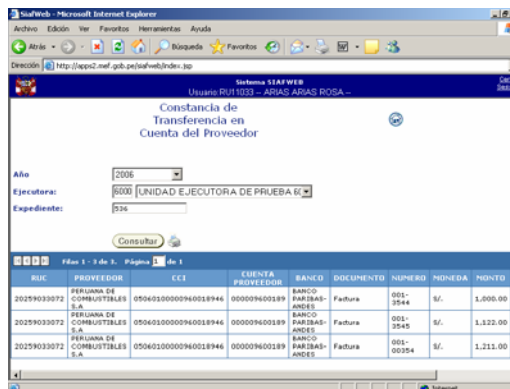 SiafWeb - Microsoft Internet Explorer
Archivo Edición Ver Favoritos Herramientas Ayuda
Atrás Búsqueda Favoritos
Dirección http://apps2.mef.gob.pe/siafweb/index.jsp
Sistema SIAFWEB
Usuario:RU11033 -- ARIAS ARIAS ROSA --
Constancia de
Transferencia en
Cuenta del Proveedor
Año 2006
Ejecutora: 6000 UNIDAD EJECUTORA DE PRUEBA
Expediente: 536
Consultar
Filas 1 - 3 de 3. Página 1 de 1
RUC PROVEEDOR CCI CUENTA PROVEEDOR BANCO DOCUMENTO NUMERO MONEDA MONTO
20259033072 PERUANA DE COMBUSTIBLES S.A 05060100000960018946 000009600189 BANCO PARIBAS-ANDES Factura 001-3544 S/. 1,000.00
20259033072 PERUANA DE COMBUSTIBLES S.A 05060100000960018946 000009600189 BANCO PARIBAS-ANDES Factura 001-3545 S/. 1,122.00
20259033072 PERUANA DE COMBUSTIBLES S.A 05060100000960018946 000009600189 BANCO PARIBAS-ANDES Factura 001-00354 S/. 1,211.00
Internet